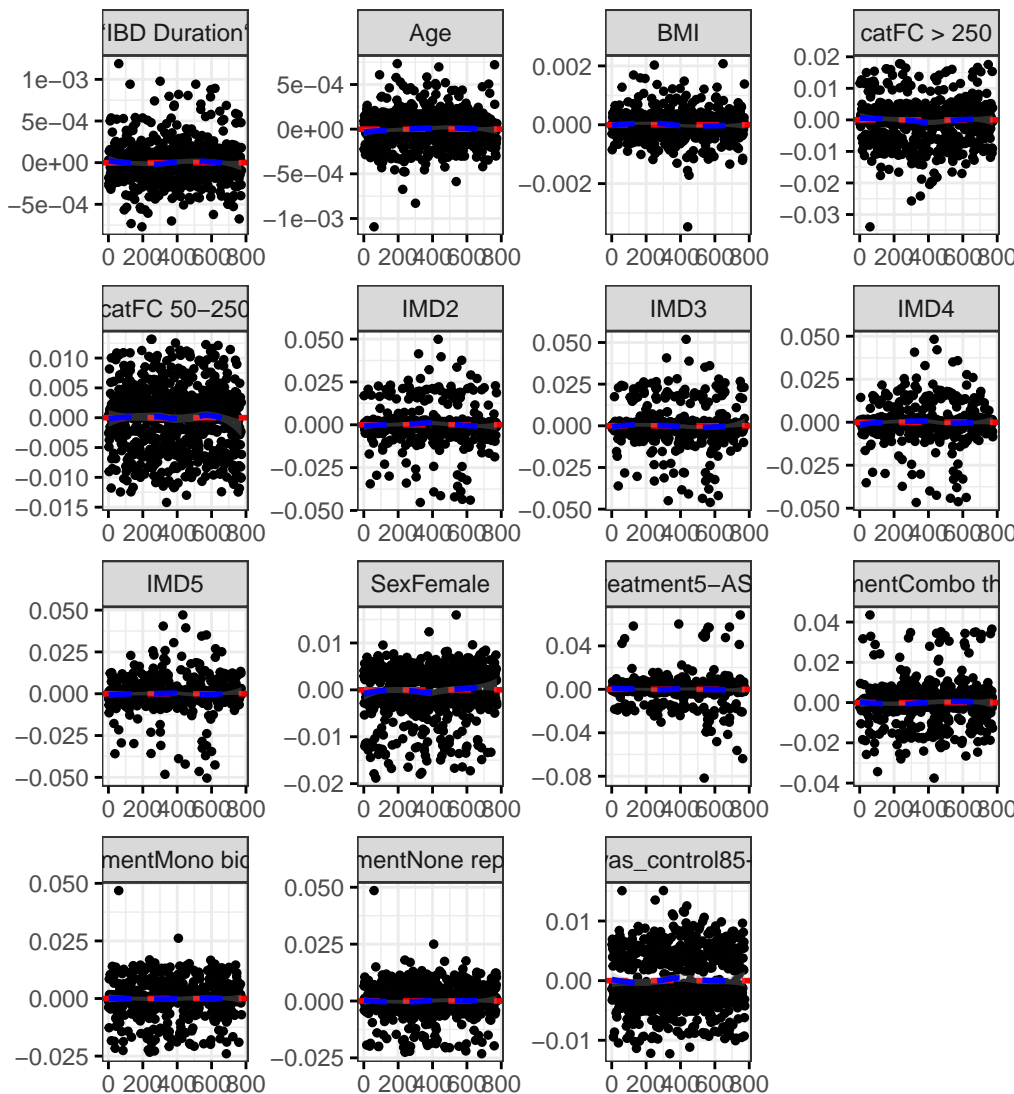 ‘IBD Duration‘ Age BMI catFC > 250
1e−03 5e−04 0e+00 −5e−04
5e−04 0e+00 −5e−04 −1e−03
0.002 0.000 −0.002
0.02 0.01 0.00 −0.01 −0.02 −0.03
0 200 400 600 800 0 200 400 600 800 0 200 400 600 800 0 200 400 600 800
catFC 50−250 IMD2 IMD3 IMD4
0.010 0.005 0.000 −0.005 −0.010 −0.015
0.050 0.025 0.000 −0.025 −0.050
0.050 0.025 0.000 −0.025 −0.050
0.050 0.025 0.000 −0.025 −0.050
0 200 400 600 800 0 200 400 600 800 0 200 400 600 800 0 200 400 600 800
IMD5 SexFemale eatment5−AS mentCombo th
0.050 0.025 0.000 −0.025 −0.050
0.01 0.00 −0.01 −0.02
0.04 0.00 −0.04 −0.08
0.04 0.02 0.00 −0.02 −0.04
0 200 400 600 800 0 200 400 600 800 0 200 400 600 800 0 200 400 600 800
mentMono bio mentNone rep vas_control85−
0.050 0.025 0.000 −0.025
0.050 0.025 0.000 −0.025
0.01 0.00 −0.01
0 200 400 600 800 0 200 400 600 800 0 200 400 600 800